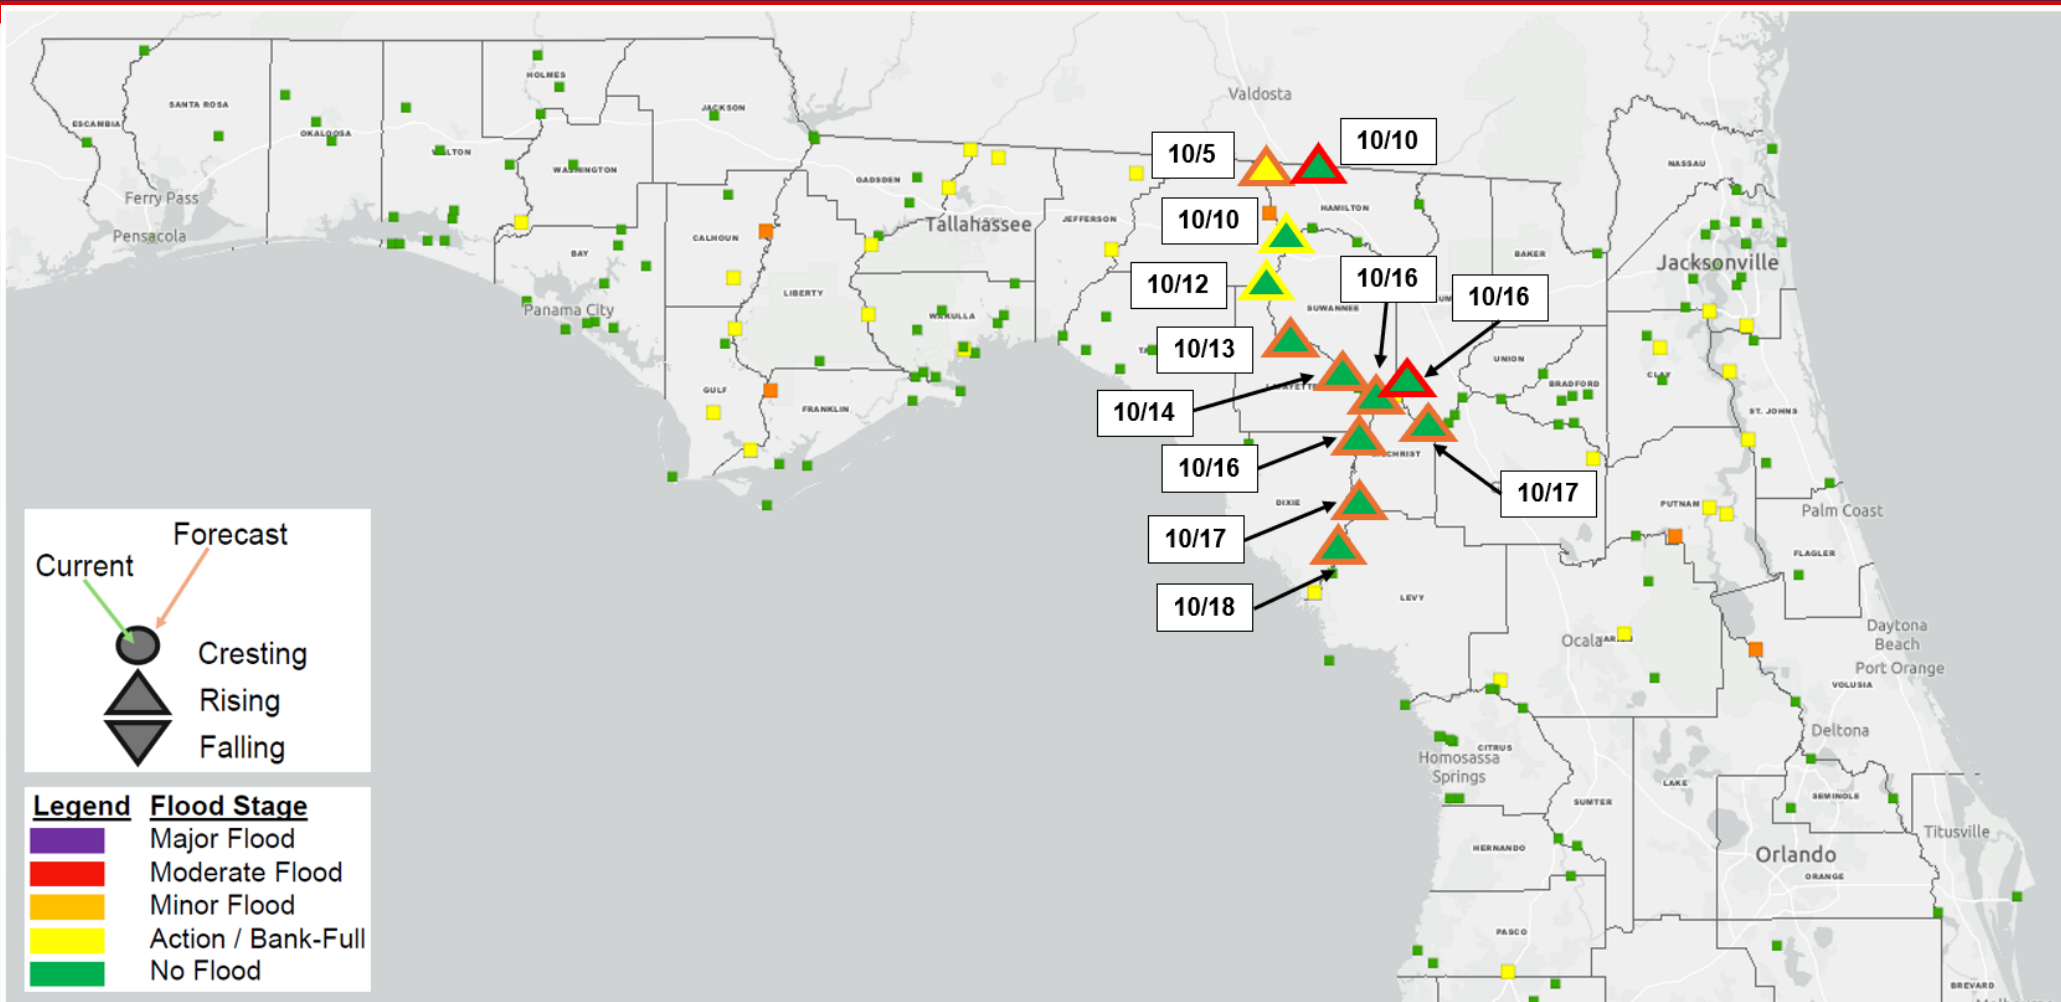 HOLMES
SANTA ROSA
JACKSON
ESCAMBIA
OKALOOSA
WALTON
WASHINGTON
Valdosta
10/5
10/10
NASSAU
GADSDEN
Ferry Pass
Pensacola
JEFFERSON
Tallahassee
10/10
HAMILTON
CALHOUN
BAY
BAKER
Jacksonville
LIBERTY
10/12
10/16
10/16
Panama City
WAKULLA
SUWANNEE
10/13
UNION
GULF
FRANKLIN
LAFAYETTE
BRADFORD
CLAY
ST. JOHNS
10/14
GILCHRIST
10/16
10/17
DIXIE
PUTNAM
Palm Coast
10/17
FLAGLER
10/18
LEVY
Daytona
Beach
Ocala
Port Orange
VOLUSIA
Deltona
CITRUS
Homosassa
Springs
LAKE
SUMTER
SEMINOLE
Titusville
HERNANDO
Orlando
ORANGE
PASCO
BREVARD
Forecast
Current
Cresting
Rising
Falling
Legend Flood Stage
Major Flood
Moderate Flood
Minor Flood
Action / Bank-Full
No Flood